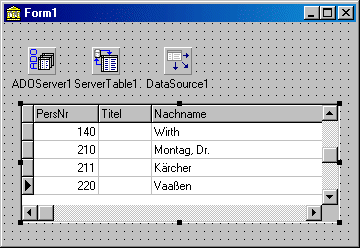 Form1
ADOServer1 ServerTable1 DataSource1
PersNr Titel Nachname
140 Wirth
210 Montag, Dr.
211 Kärcher
220 Vaaßen